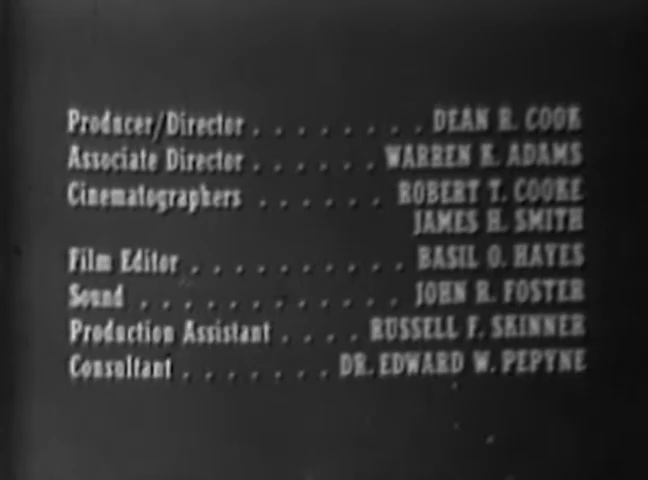 Producer/Director . . . . . . . . DEAN R. COOK
Associate Director . . . . . . WARREN K. ADAMS
Cinematographers . . . . . . ROBERT T. COOKE
JAMES H. SMITH
Film Editor . . . . . . . . . . BASIL O. HAYES
Sound . . . . . . . . . . . . JOHN R. FOSTER
Production Assistant . . . . RUSSELL F. SKINNER
Consultant . . . . . . . DR. EDWARD W. PEPYNE